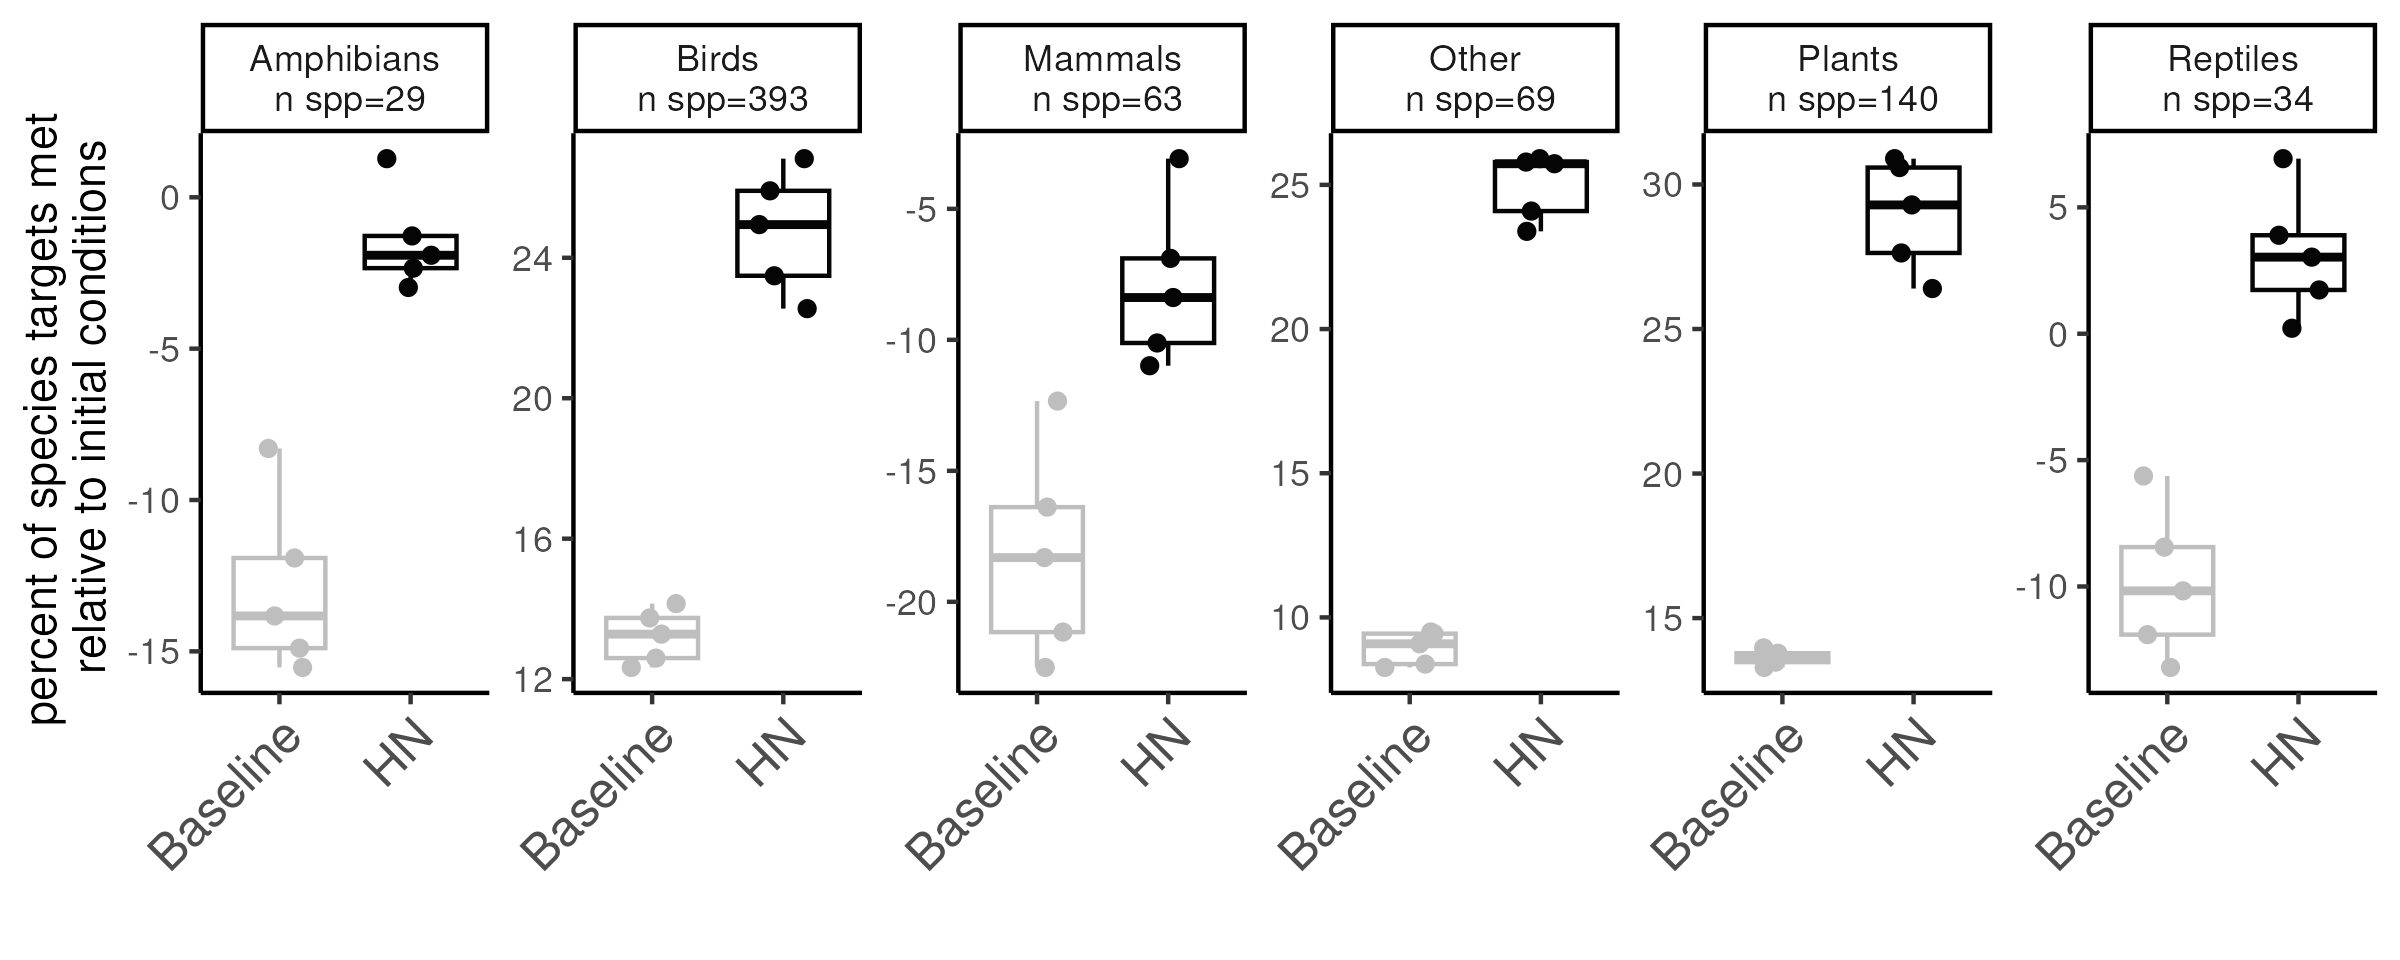 percent of species targets met
relative to initial conditions
Amphibians
n spp=29
0
-5
-10
-15
Baseline
HN
Birds
n spp=393
24
20
16
12
Baseline
HN
Mammals
n spp=63
-5
-10
-15
-20
Baseline
HN
Other
n spp=69
25
20
15
10
Baseline
HN
Plants
n spp=140
30
25
20
15
Baseline
HN
Reptiles
n spp=34
5
0
-5
-10
Baseline
HN